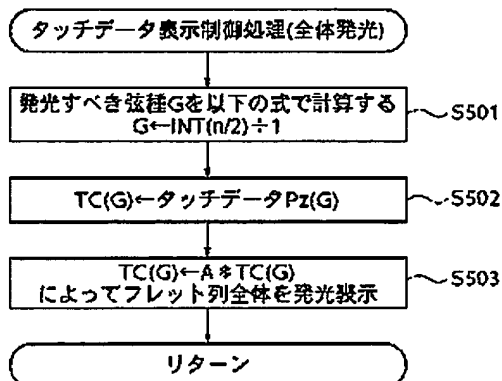 タッチデータ表示制御処理(全体発光)
発光すべき弦種Gを以下の式で計算する
G←INT(n/2)÷1
S501
TC(G)←タッチデータPz(G)
S502
TC(G)←A*TC(G)
によってフレット列全体を発光表示
S503
リターン